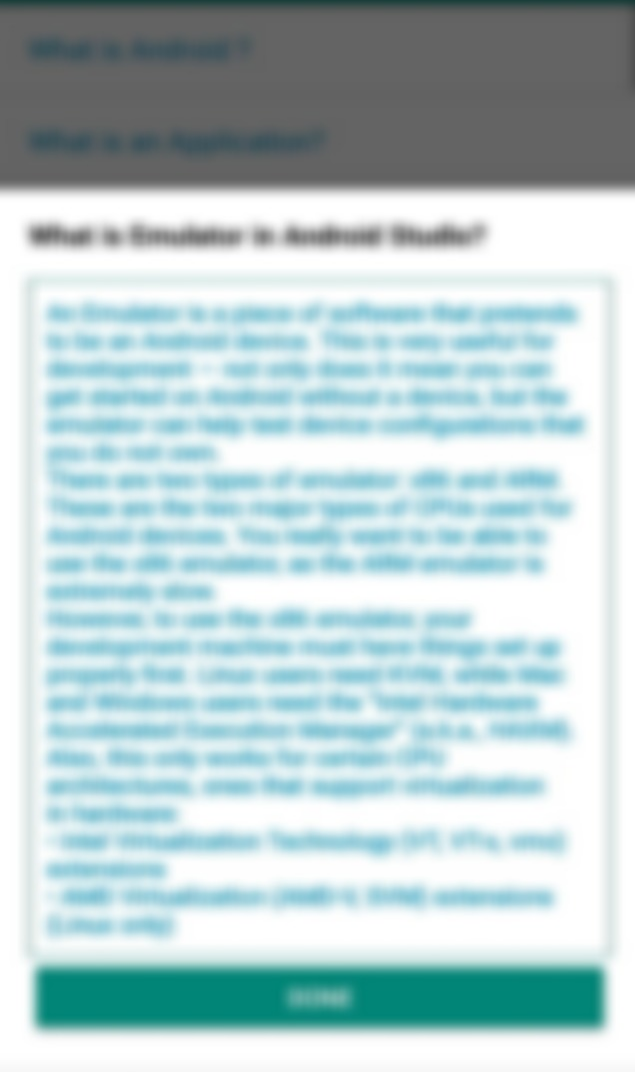 What is Android ?
What is an Application?
What is Emulator in Android Studio?
An Emulator is a piece of software that pretends
to be an Android device. This is very useful for
development – not only does it mean you can
get started on Android without a device, but the
emulator can help test device configurations that
you do not own.
There are two types of emulator: x86 and ARM.
These are the two major types of CPUs used for
Android devices. You really want to be able to
use the x86 emulator, as the ARM emulator is
extremely slow.
However, to use the x86 emulator, your
development machine must have things set up
properly first. Linux users need KVM, while Mac
and Windows users need the "Intel Hardware
Accelerated Execution Manager" (a.k.a., HAXM).
Also, this only works for certain CPU
architectures, ones that support virtualization
in hardware:
• Intel Virtualization Technology (VT, VT-x, vmx)
extensions
• AMD Virtualization (AMD-V, SVM) extensions
(Linux only)
DONE